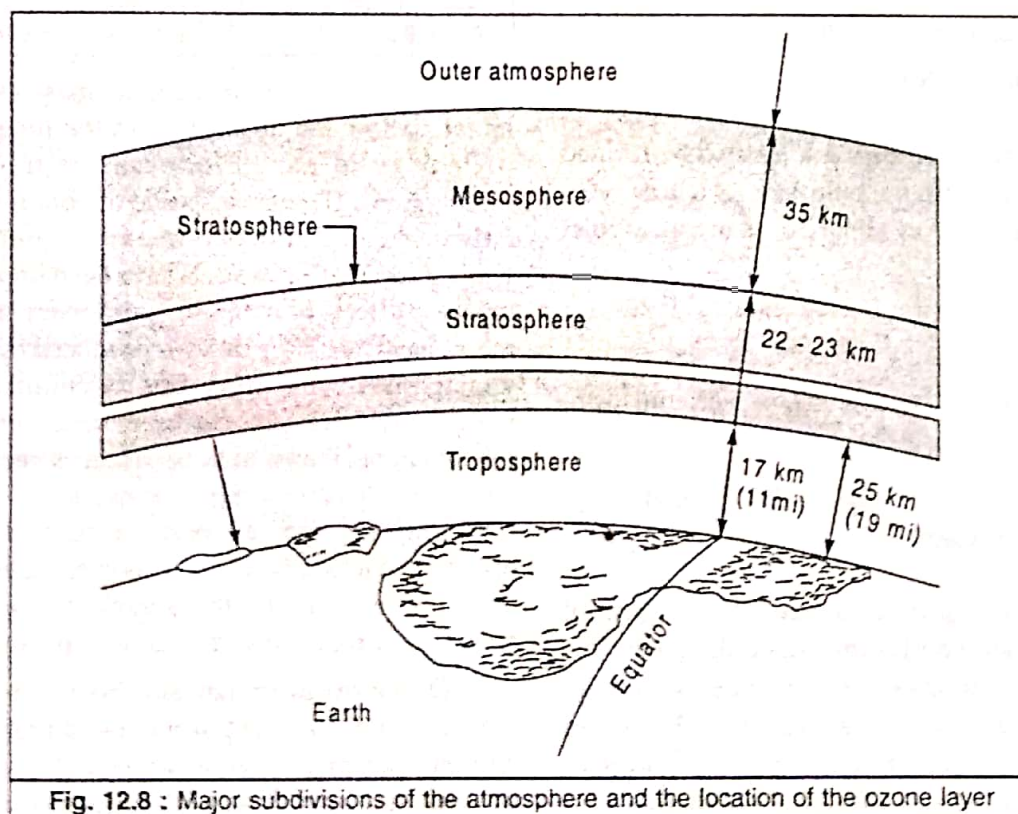 Outer atmosphere
Mesosphere
35 km
Stratosphere
Stratosphere
22 - 23 km
Troposphere
17 km
(11mi)
25 km
(19 mi)
Equator
Earth
Fig. 12.8 : Major subdivisions of the atmosphere and the location of the ozone layer